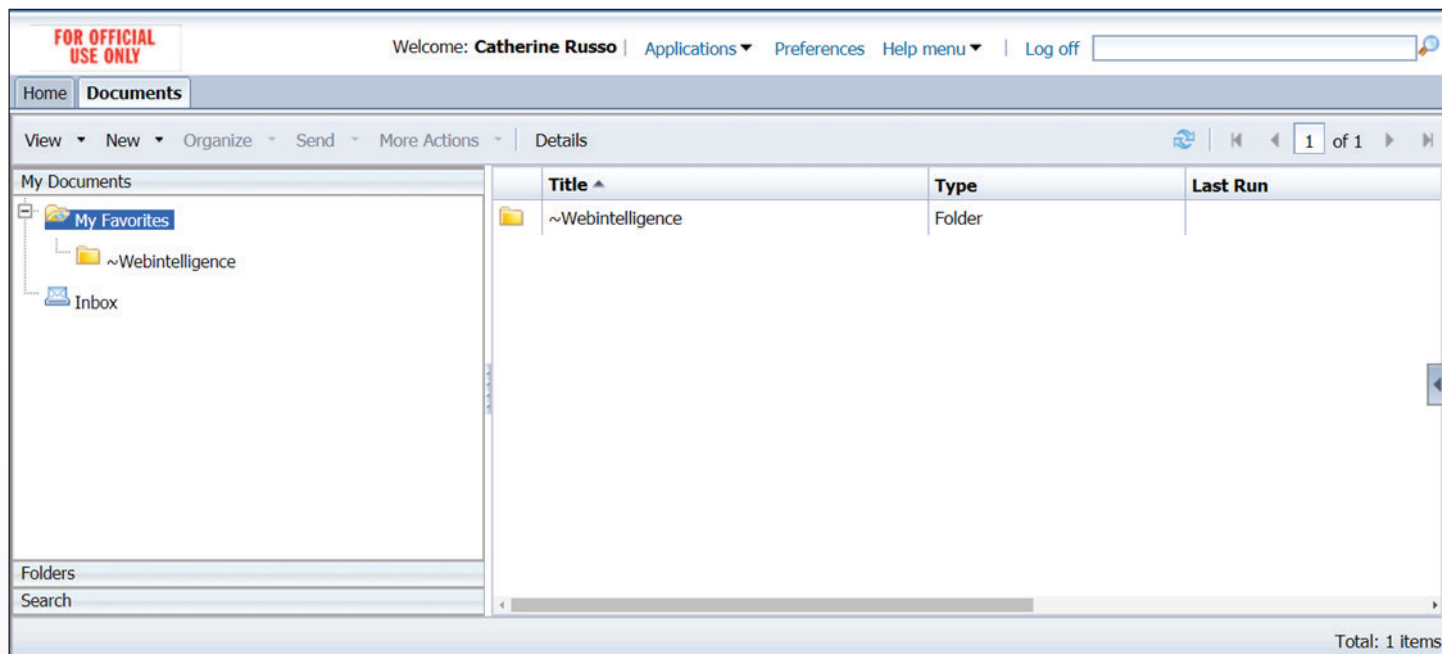 FOR OFFICIAL
USE ONLY
Welcome: Catherine Russo | Applications Preferences Help menu | Log off
Home Documents
View New Organize Send More Actions Details 1 of 1
My Documents
My Favorites
~Webintelligence
Inbox
Folders
Search
Title Type Last Run
~Webintelligence Folder
Total: 1 items